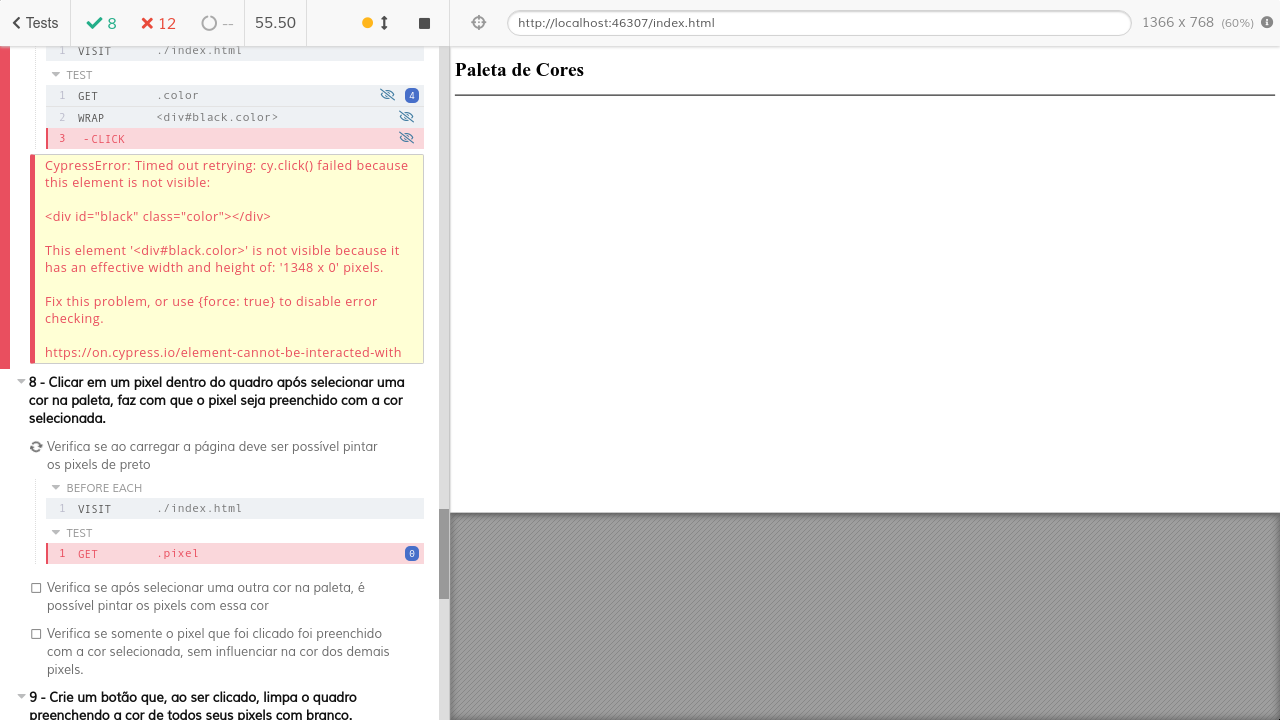 Tests
8
12
--
55.50
http://localhost:46307/index.html
1366 x 768 (60%)
1 VISIT ./index.html
TEST
1 GET .color 4
2 WRAP <div#black.color>
3 -CLICK
CypressError: Timed out retrying: cy.click() failed because
this element is not visible:
<div id="black" class="color"></div>
This element '<div#black.color>' is not visible because it
has an effective width and height of: '1348 x 0' pixels.
Fix this problem, or use {force: true} to disable error
checking.
https://on.cypress.io/element-cannot-be-interacted-with
8 - Clicar em um pixel dentro do quadro após selecionar uma
cor na paleta, faz com que o pixel seja preenchido com a cor
selecionada.
Verifica se ao carregar a página deve ser possível pintar
os pixels de preto
BEFORE EACH
1 VISIT ./index.html
TEST
1 GET .pixel 0
Verifica se após selecionar uma outra cor na paleta, é
possível pintar os pixels com essa cor
Verifica se somente o pixel que foi clicado foi preenchido
com a cor selecionada, sem influenciar na cor dos demais
pixels.
9 - Crie um botão que, ao ser clicado, limpa o quadro
preenchendo a cor de todos seus pixels com branco.
Paleta de Cores